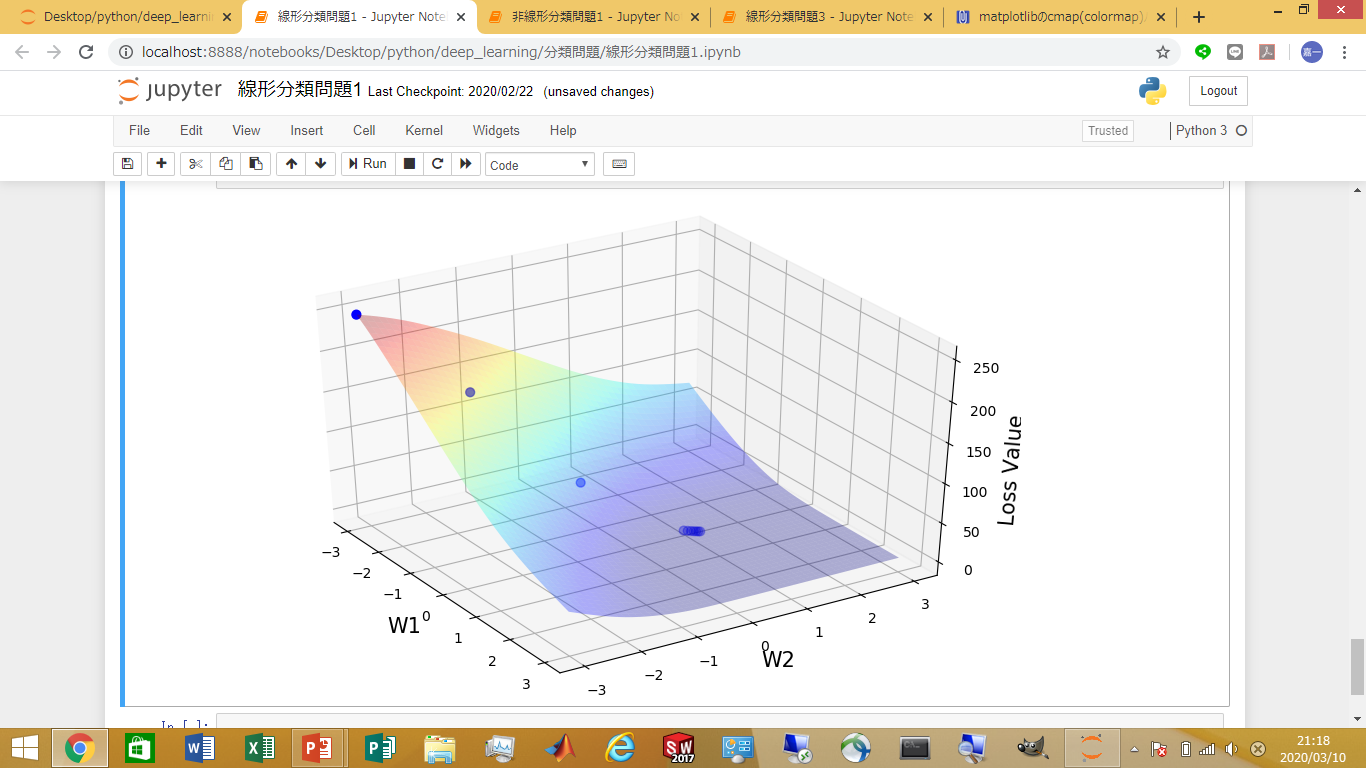 Desktop/python/deep_learni
線形分類問題1 - Jupyter Note
非線形分類問題1 - Jupyter No
線形分類問題3 - Jupyter Note
matplotlibのcmap(colormap)
localhost:8888/notebooks/Desktop/python/deep_learning/分類問題/線形分類問題1.ipynb
嘉一
jupyter 線形分類問題1 Last Checkpoint: 2020/02/22 (unsaved changes)
Logout
File Edit View Insert Cell Kernel Widgets Help
Trusted
Python 3
Run
Code
250
200
150
100
50
0
Loss Value
−3
−2
−1
0
1
2
3
W1
−3
−2
−1
0
1
2
3
W2
In [ ]:
SW
2017
21:18
2020/03/10